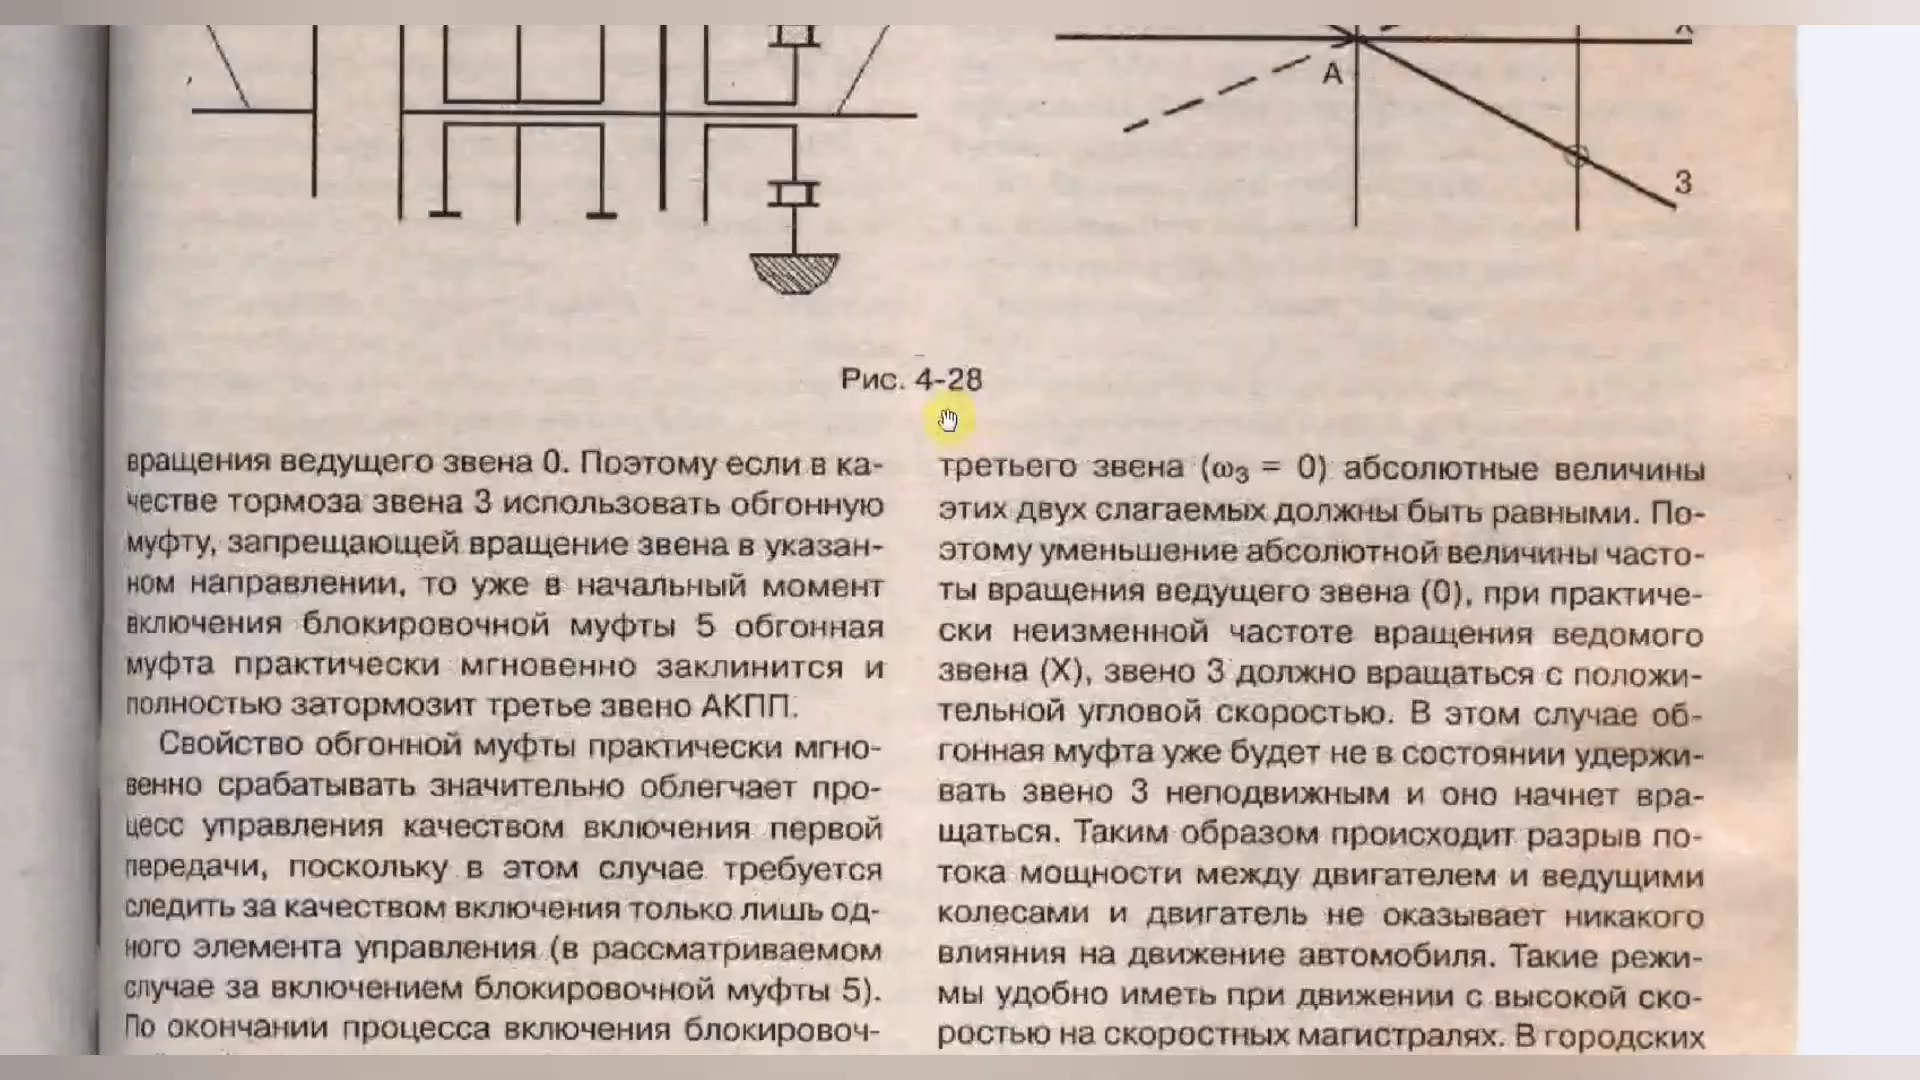 A
3
Рис. 4-28
вращения ведущего звена 0. Поэтому если в ка-
честве тормоза звена 3 использовать обгонную
муфту, запрещающей вращение звена в указан-
ном направлении, то уже в начальный момент
включения блокировочной муфты 5 обгонная
муфта практически мгновенно заклинится и
полностью затормозит третье звено АКПП.
Свойство обгонной муфты практически мгно-
венно срабатывать значительно облегчает про-
цесс управления качеством включения первой
передачи, поскольку в этом случае требуется
следить за качеством включения только лишь од-
ного элемента управления (в рассматриваемом
случае за включением блокировочной муфты 5).
По окончании процесса включения блокировоч-
третьего звена (ω₃ = 0) абсолютные величины
этих двух слагаемых должны быть равными. По-
этому уменьшение абсолютной величины часто-
ты вращения ведущего звена (0), при практиче-
ски неизменной частоте вращения ведомого
звена (X), звено 3 должно вращаться с положи-
тельной угловой скоростью. В этом случае об-
гонная муфта уже будет не в состоянии удержи-
вать звено 3 неподвижным и оно начнет вра-
щаться. Таким образом происходит разрыв по-
тока мощности между двигателем и ведущими
колесами и двигатель не оказывает никакого
влияния на движение автомобиля. Такие режи-
мы удобно иметь при движении с высокой ско-
ростью на скоростных магистралях. В городских